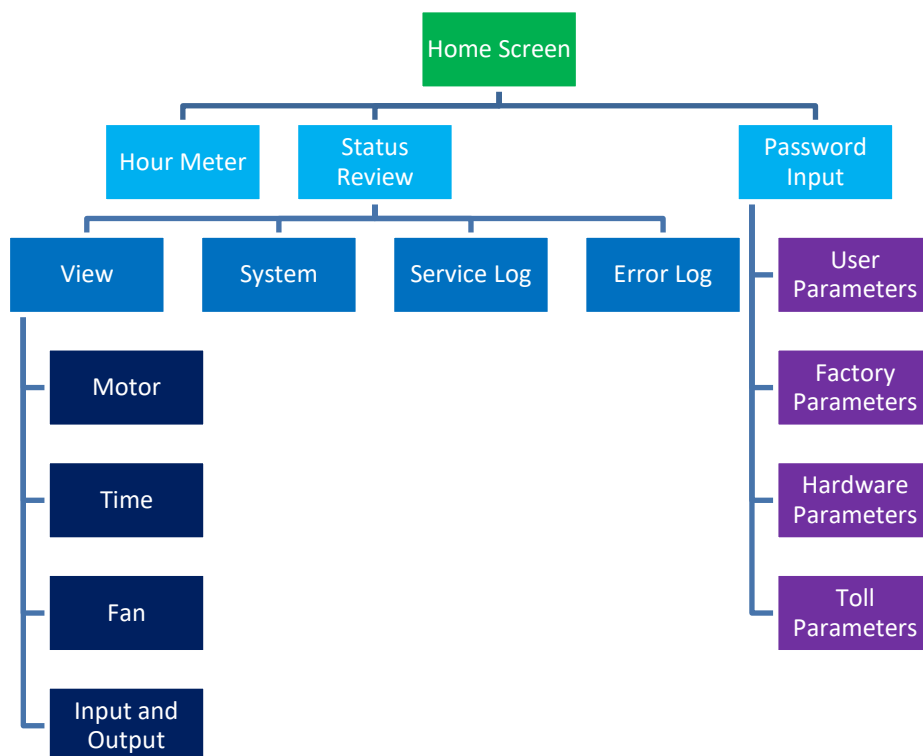 Home Screen
Hour Meter
Status
Review
Password
Input
View
System
Service Log
Error Log
User
Parameters
Motor
Factory
Parameters
Time
Hardware
Parameters
Fan
Toll
Parameters
Input and
Output